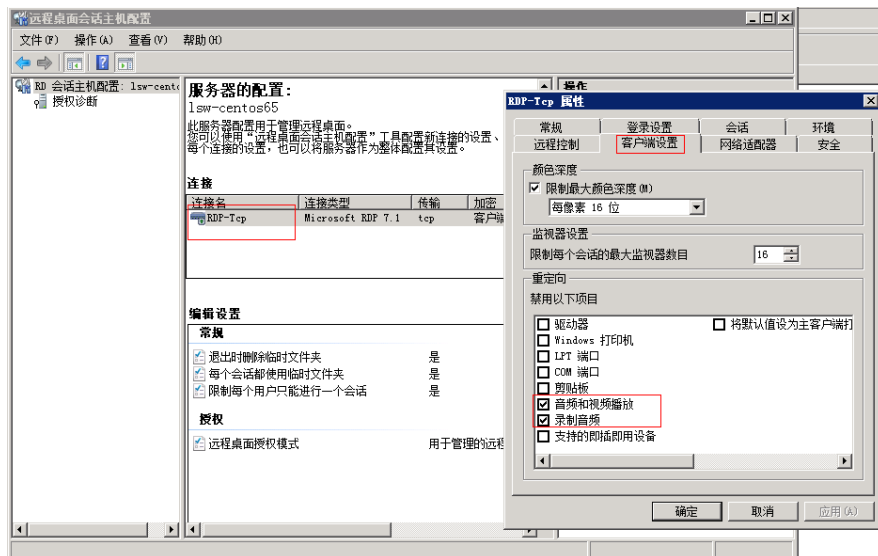 远程桌面会话主机配置
文件(F) 操作(A) 查看(V) 帮助(H)
RD 会话主机配置: lsw-cento
授权诊断
服务器的配置:
lsw-centos65
此服务器配置用于管理远程桌面。
您可以使用“远程桌面会话主机配置”工具配置新连接的设置、
每个连接的设置，也可以将服务器作为整体配置其设置。
连接
连接名 连接类型 传输 加密
RDP-Tcp Microsoft RDP 7.1 tcp 客户端
编辑设置
常规
退出时删除临时文件夹 是
每个会话都使用临时文件夹 是
限制每个用户只能进行一个会话 是
授权
远程桌面授权模式 用于管理的远程
操作
RDP-Tcp 属性
常规 登录设置 会话 环境
远程控制 客户端设置 网络适配器 安全
颜色深度
限制最大颜色深度(M)
每像素 16 位
监视器设置
限制每个会话的最大监视器数目 16
重定向
禁用以下项目
驱动器 将默认值设为主客户端打
Windows 打印机
LPT 端口
COM 端口
剪贴板
音频和视频播放
录制音频
支持的即插即用设备
确定 取消 应用(A)